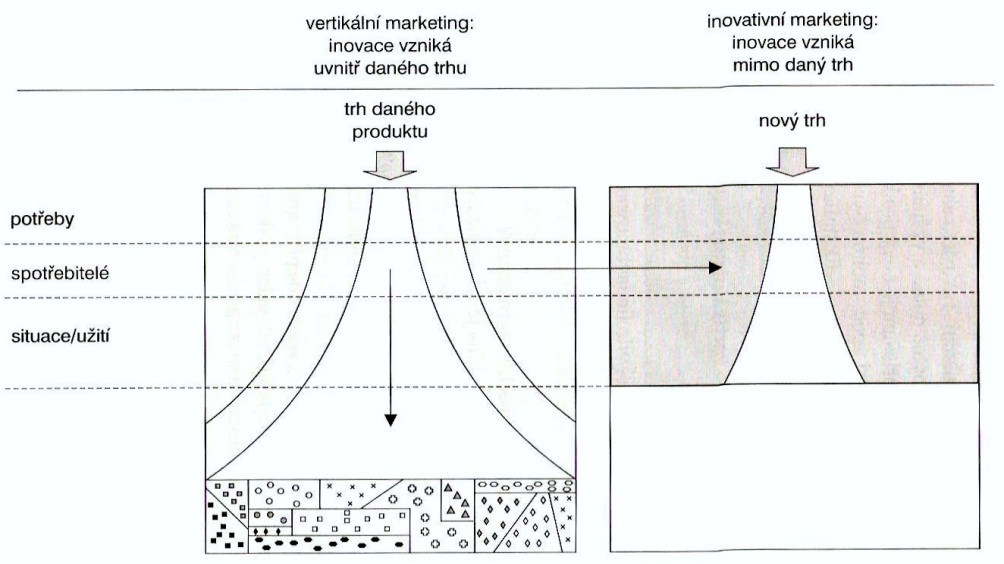 vertikální marketing:
inovace vzniká
uvnitř daného trhu
inovativní marketing:
inovace vzniká
mimo daný trh
trh daného
produktu
nový trh
potřeby
spotřebitelé
situace/užití